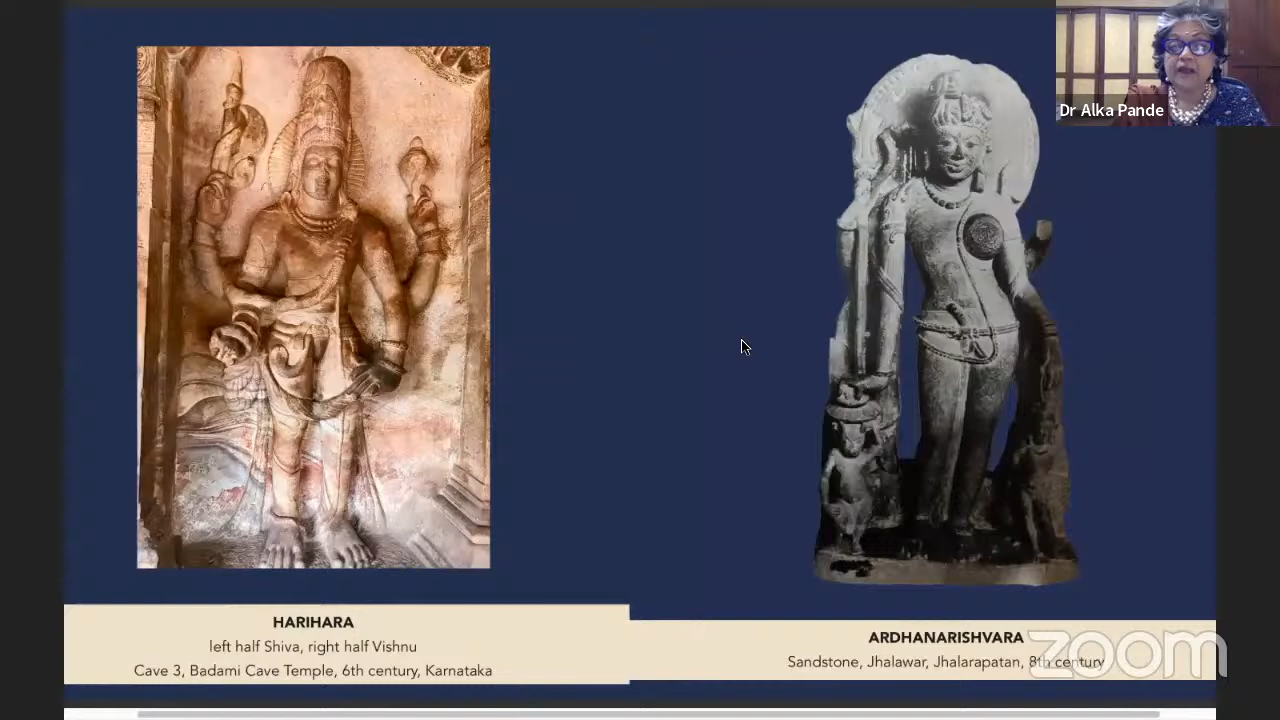 Dr Alka Pande
HARIHARA
left half Shiva, right half Vishnu
Cave 3, Badami Cave Temple, 6th century, Karnataka
ARDHANARISHVARA
Sandstone, Jhalawar, Jhalarapatan, 8th century
zoom